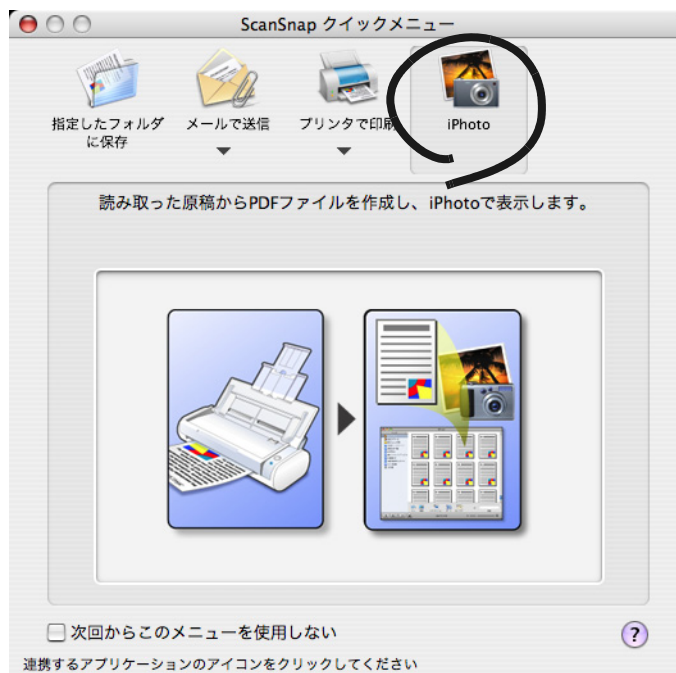 ScanSnap クイックメニュー
指定したフォルダ
に保存
メールで送信
プリンタで印刷
iPhoto
読み取った原稿からPDFファイルを作成し、iPhotoで表示します。
次回からこのメニューを使用しない
?
連携するアプリケーションのアイコンをクリックしてください